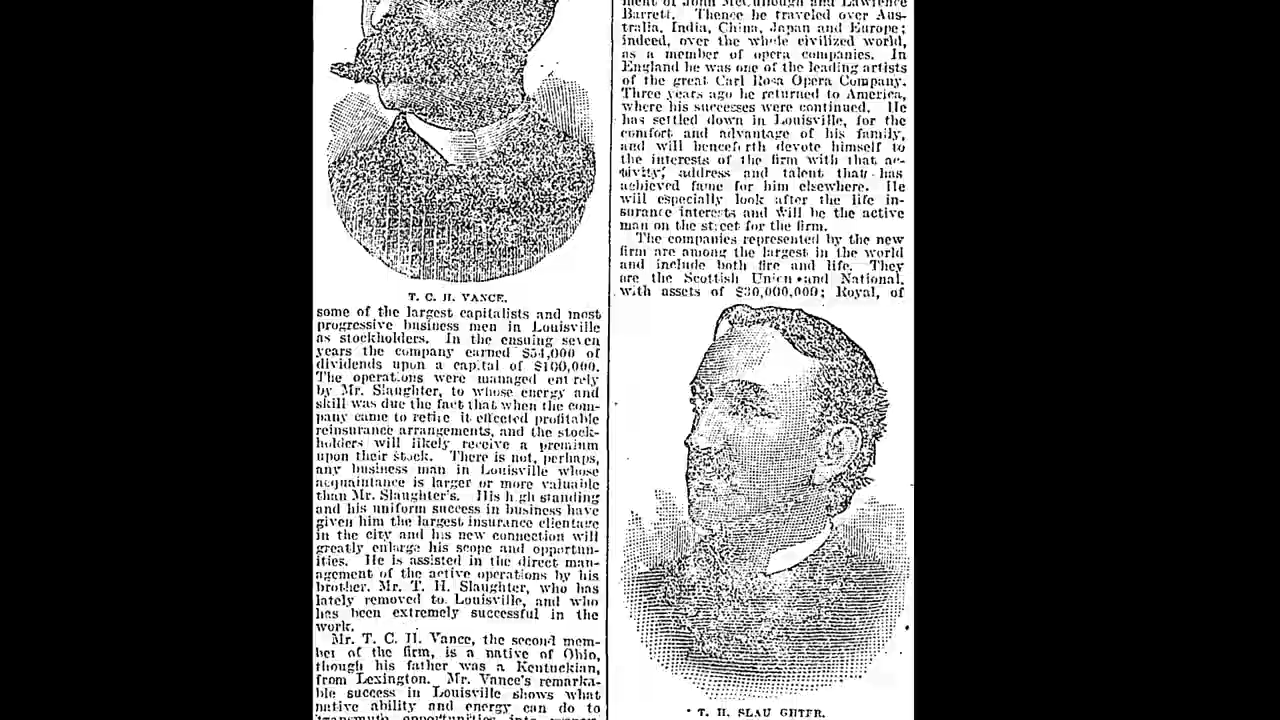 T. C. H. VANCE.
some of the largest capitalists and most
progressive business men in Louisville
as stockholders. In the ensuing seven
years the company earned $54,000 of
dividends upon a capital of $100,000.
The operations were managed entirely
by Mr. Slaughter, to whose energy and
skill was due the fact that when the com-
pany came to retire it effected profitable
reinsurance arrangements, and the stock-
holders will likely receive a premium
upon their stock. There is not, perhaps,
any business man in Louisville whose
acquaintance is larger or more valuable
than Mr. Slaughter's. His high standing
and his uniform success in business have
given him the largest insurance clientage
in the city and his new connection will
greatly enlarge his scope and opportun-
ities. He is assisted in the direct man-
agement of the active operations by his
brother, Mr. T. H. Slaughter, who has
lately removed to Louisville, and who
has been extremely successful in the
work.
Mr. T. C. H. Vance, the second mem-
ber of the firm, is a native of Ohio,
though his father was a Kentuckian,
from Lexington. Mr. Vance's remarka-
ble success in Louisville shows what
native ability and energy can do to
transmute opportunities into
ment of John McCullough and Lawrence
Barrett. Thence he traveled over Aus-
tralia, India, China, Japan and Europe;
indeed, over the whole civilized world,
as a member of opera companies. In
England he was one of the leading artists
of the great Carl Rosa Opera Company.
Three years ago he returned to America,
where his successes were continued. He
has settled down in Louisville, for the
comfort and advantage of his family,
and will henceforth devote himself to
the interests of the firm with that ac-
tivity, address and talent that has
achieved fame for him elsewhere. He
will especially look after the life in-
surance interests and will be the active
man on the street for the firm.
The companies represented by the new
firm are among the largest in the world
and include both fire and life. They
are the Scottish Union and National,
with assets of $30,000,000; Royal, of
T. H. SLAUGHTER.